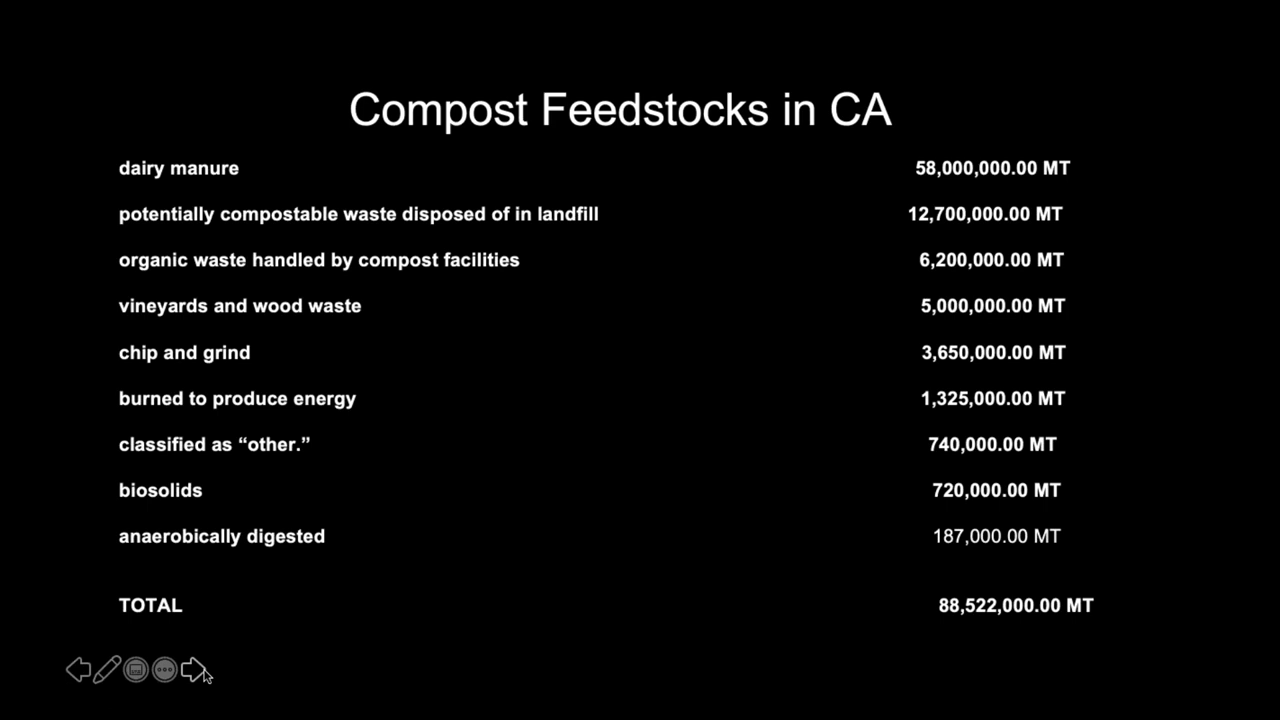 Compost Feedstocks in CA
dairy manure 58,000,000.00 MT
potentially compostable waste disposed of in landfill 12,700,000.00 MT
organic waste handled by compost facilities 6,200,000.00 MT
vineyards and wood waste 5,000,000.00 MT
chip and grind 3,650,000.00 MT
burned to produce energy 1,325,000.00 MT
classified as “other.” 740,000.00 MT
biosolids 720,000.00 MT
anaerobically digested 187,000.00 MT
TOTAL 88,522,000.00 MT